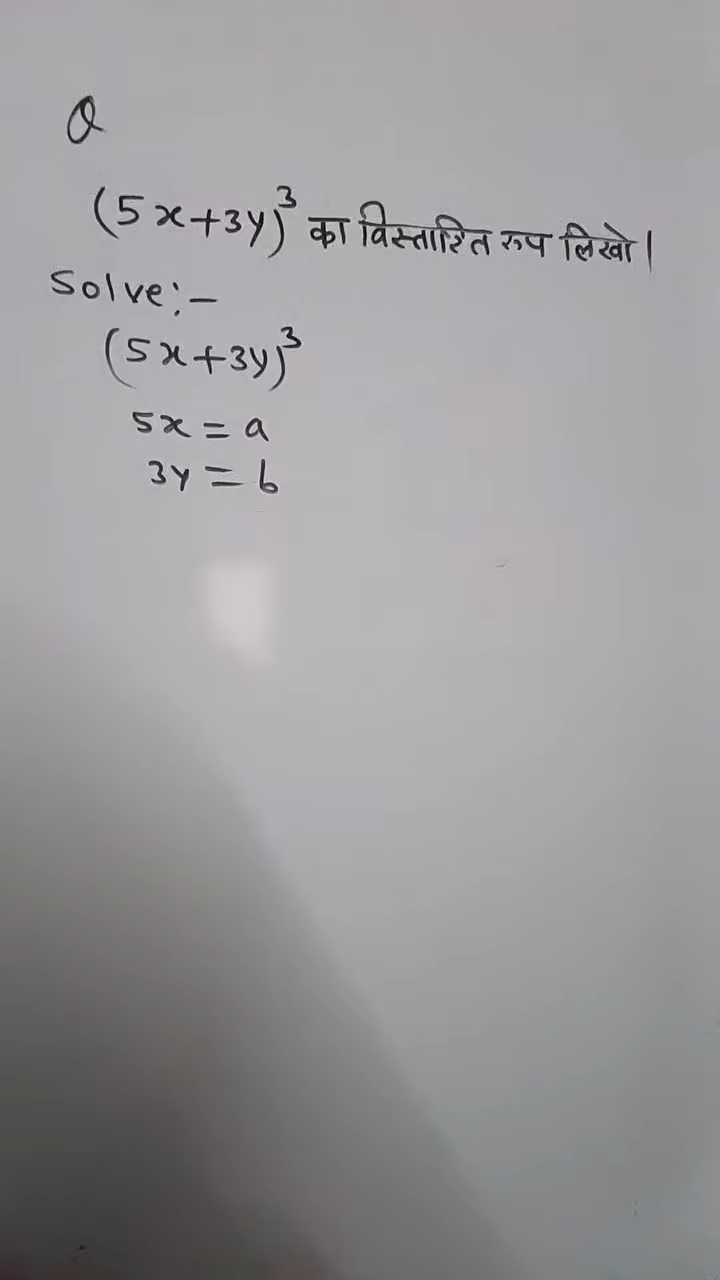 Q
(5x+3y)³ का विस्तारित रूप लिखो।
Solve:-
(5x+3y)³
5x = a
3y = b